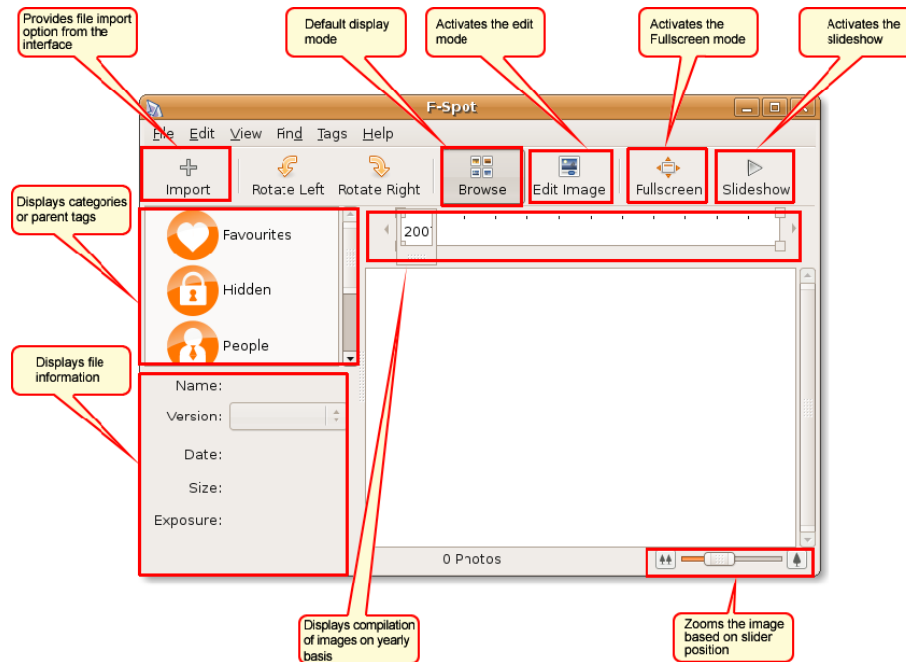 Provides file import
option from the
interface
Default display
mode
Activates the edit
mode
Activates the
Fullscreen mode
Activates the
slideshow
F-Spot
File Edit View Find Tags Help
Import Rotate Left Rotate Right Browse Edit Image Fullscreen Slideshow
Displays categories
or parent tags
Favourites
Hidden
People
2007
Displays file
information
Name:
Version:
Date:
Size:
Exposure:
0 Photos
Displays compilation
of images on yearly
basis
Zooms the image
based on slider
position